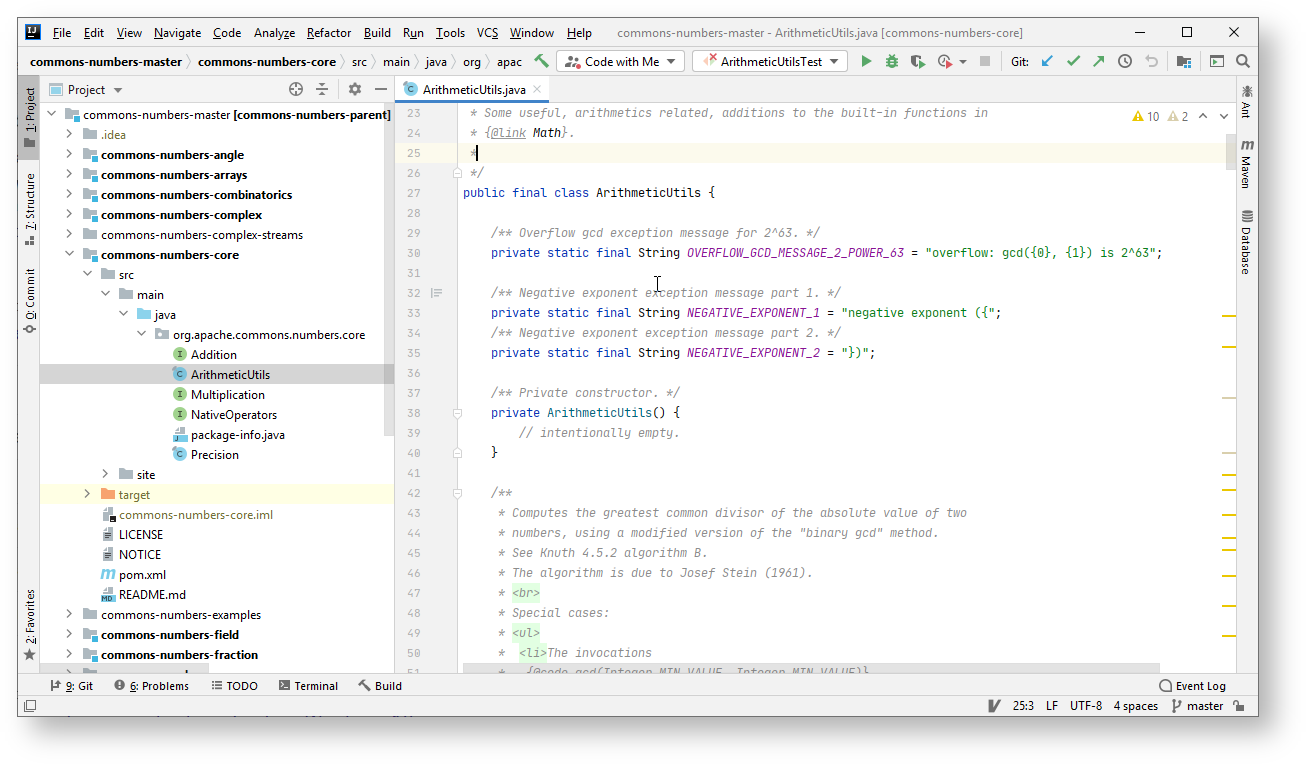 File Edit View Navigate Code Analyze Refactor Build Run Tools VCS Window Help commons-numbers-master - ArithmeticUtils.java [commons-numbers-core]
commons-numbers-master commons-numbers-core src main java org apac Code with Me ArithmeticUtilsTest Git:
Project
ArithmeticUtils.java
1: Project
7: Structure
0: Commit
2: Favorites
commons-numbers-master [commons-numbers-parent]
.idea
commons-numbers-angle
commons-numbers-arrays
commons-numbers-combinatorics
commons-numbers-complex
commons-numbers-complex-streams
commons-numbers-core
src
main
java
org.apache.commons.numbers.core
Addition
ArithmeticUtils
Multiplication
NativeOperators
package-info.java
Precision
site
target
commons-numbers-core.iml
LICENSE
NOTICE
pom.xml
README.md
commons-numbers-examples
commons-numbers-field
commons-numbers-fraction
23 * Some useful, arithmetics related, additions to the built-in functions in
24 * {@link Math}.
25 *
26 */
27 public final class ArithmeticUtils {
28
29 /** Overflow gcd exception message for 2^63. */
30 private static final String OVERFLOW_GCD_MESSAGE_2_POWER_63 = "overflow: gcd({0}, {1}) is 2^63";
31
32 /** Negative exponent exception message part 1. */
33 private static final String NEGATIVE_EXPONENT_1 = "negative exponent ({";
34 /** Negative exponent exception message part 2. */
35 private static final String NEGATIVE_EXPONENT_2 = "})";
36
37 /** Private constructor. */
38 private ArithmeticUtils() {
39 // intentionally empty.
40 }
41
42 /**
43 * Computes the greatest common divisor of the absolute value of two
44 * numbers, using a modified version of the "binary gcd" method.
45 * See Knuth 4.5.2 algorithm B.
46 * The algorithm is due to Josef Stein (1961).
47 * <br>
48 * Special cases:
49 * <ul>
50 * <li>The invocations
51 * {@code gcd(Integer.MIN_VALUE, Integer.MIN_VALUE)}
10 2
Ant
Maven
Database
9: Git 6: Problems TODO Terminal Build Event Log
25:3 LF UTF-8 4 spaces master